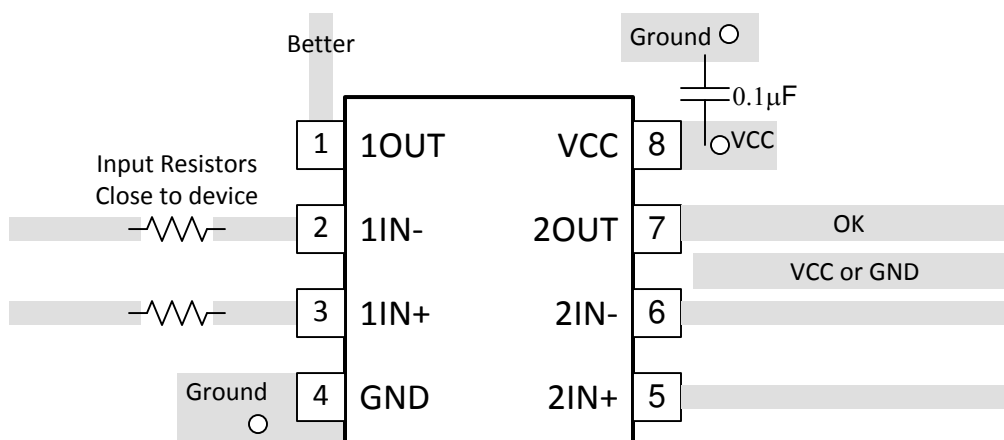 Better
Ground
0.1µF
1 1OUT VCC 8 VCC
Input Resistors
Close to device
2 1IN- 2OUT 7 OK
VCC or GND
3 1IN+ 2IN- 6
Ground
4 GND 2IN+ 5